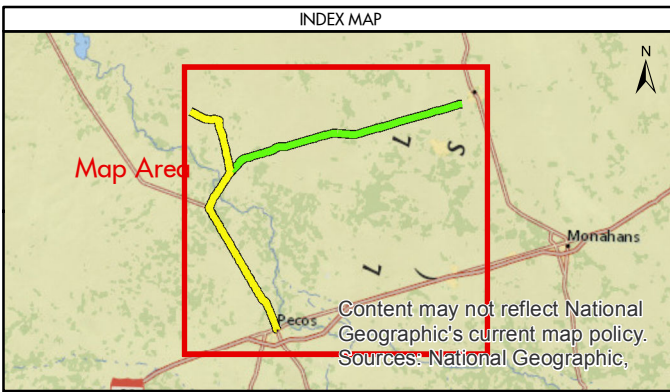 INDEX MAP
N
Map Area
L
S
Monahans
L
)
Pecos
Content may not reflect National
Geographic's current map policy.
Sources: National Geographic,